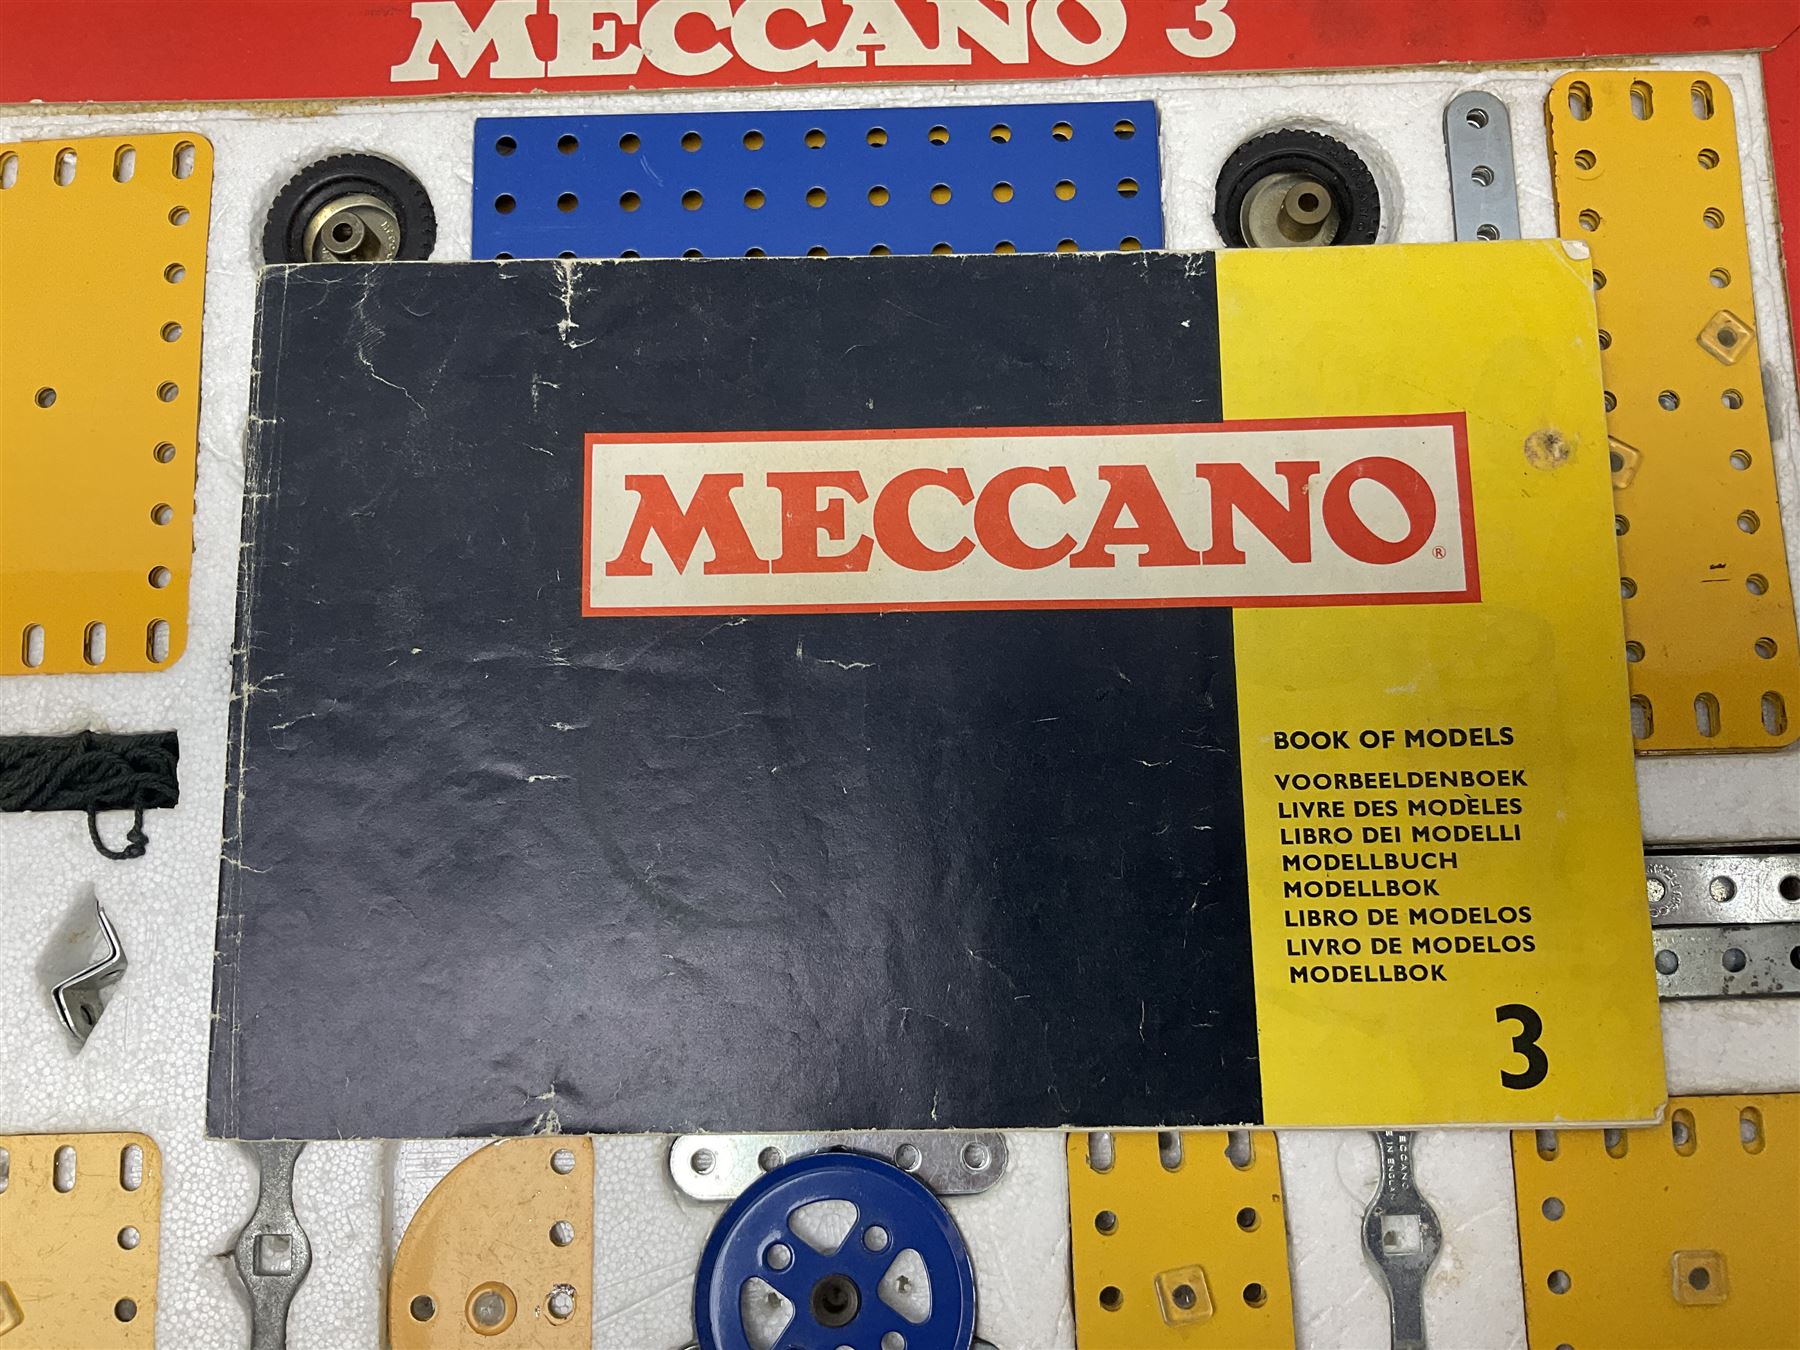 MECCANO 3
MECCANO®
BOOK OF MODELS
VOORBEELDENBOEK
LIVRE DES MODÈLES
LIBRO DEI MODELLI
MODELLBUCH
MODELLBOK
LIBRO DE MODELOS
LIVRO DE MODELOS
MODELLBOK
3
MECCANO